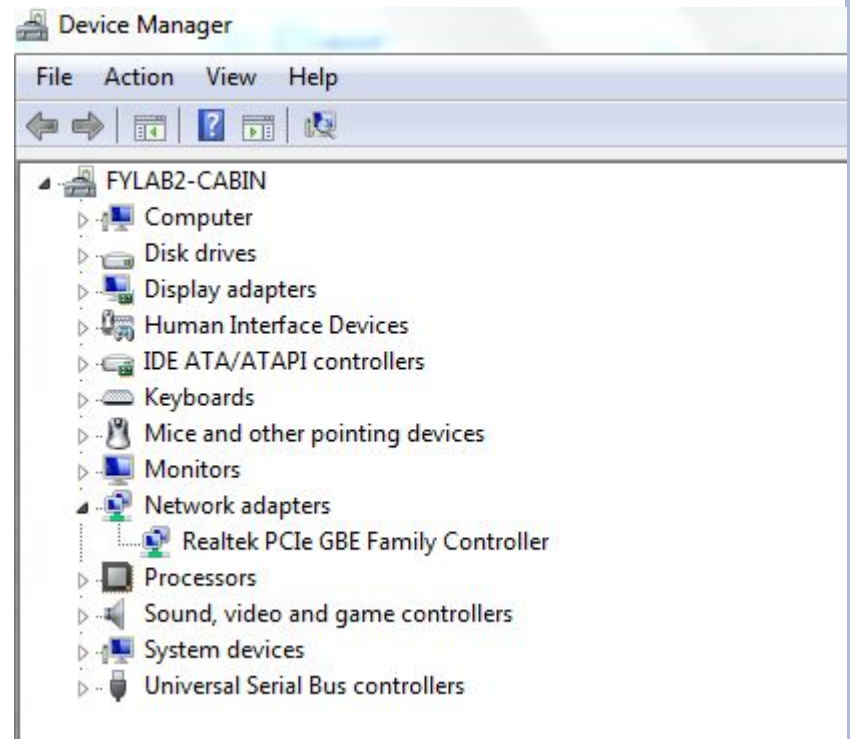 Device Manager
File Action View Help
FYLAB2-CABIN
Computer
Disk drives
Display adapters
Human Interface Devices
IDE ATA/ATAPI controllers
Keyboards
Mice and other pointing devices
Monitors
Network adapters
Realtek PCIe GBE Family Controller
Processors
Sound, video and game controllers
System devices
Universal Serial Bus controllers